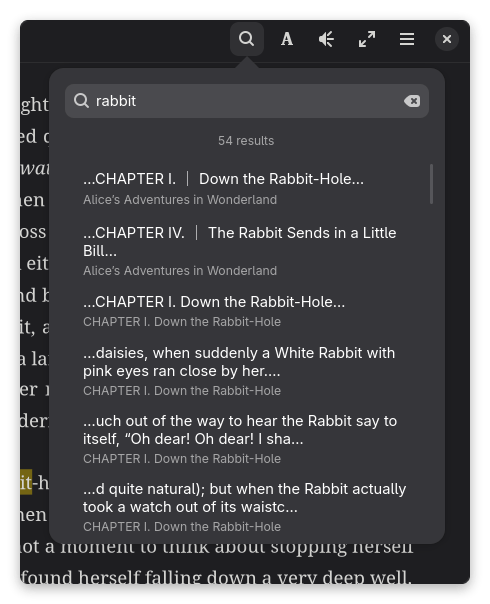 A
rabbit
54 results
…CHAPTER I. | Down the Rabbit-Hole…
Alice’s Adventures in Wonderland
…CHAPTER IV. | The Rabbit Sends in a Little
Bill…
Alice’s Adventures in Wonderland
…CHAPTER I. Down the Rabbit-Hole…
CHAPTER I. Down the Rabbit-Hole
…daisies, when suddenly a White Rabbit with
pink eyes ran close by her.…
CHAPTER I. Down the Rabbit-Hole
…uch out of the way to hear the Rabbit say to
itself, “Oh dear! Oh dear! I sha…
CHAPTER I. Down the Rabbit-Hole
…d quite natural); but when the Rabbit actually
took a watch out of its waistc…
CHAPTER I. Down the Rabbit-Hole
a moment to think about stopping herself
found herself falling down a very deep well.